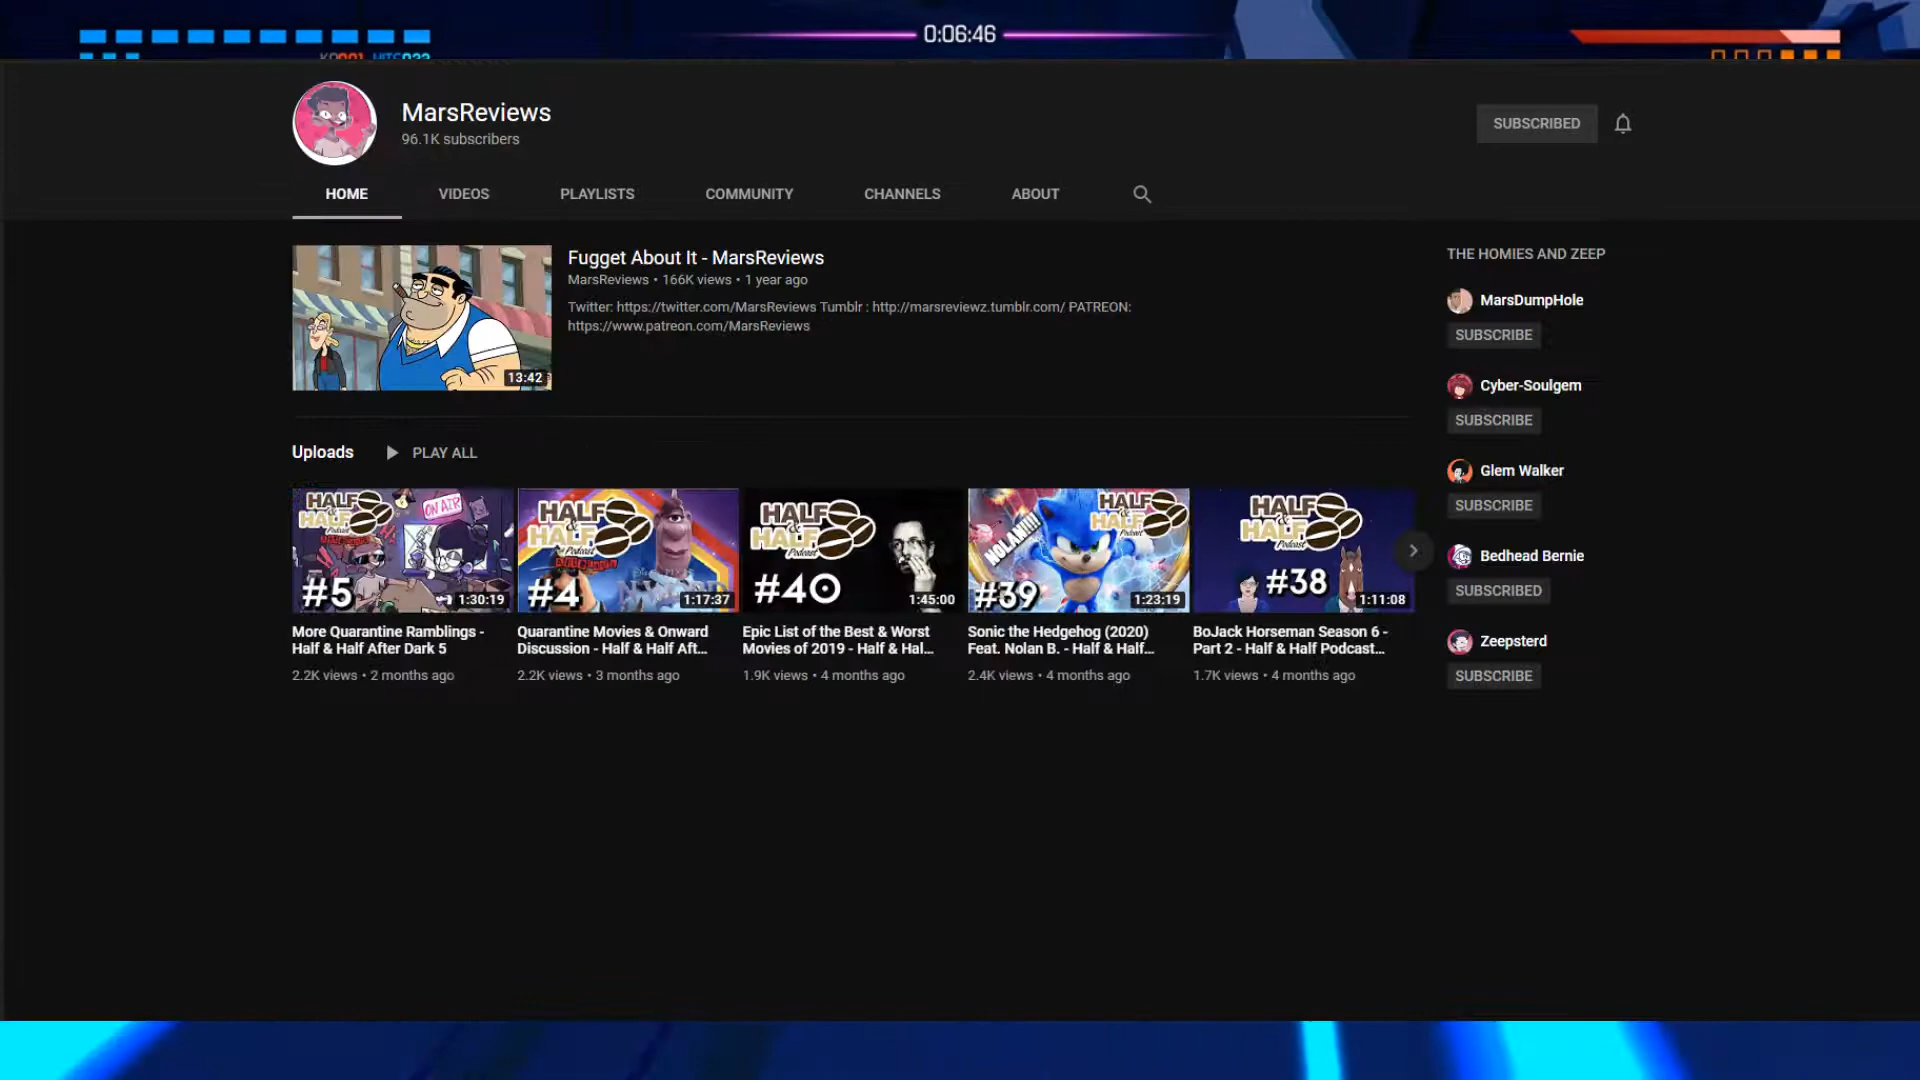 0:06:46
MarsReviews
96.1K subscribers
SUBSCRIBED
HOME VIDEOS PLAYLISTS COMMUNITY CHANNELS ABOUT
Fugget About It - MarsReviews
MarsReviews • 166K views • 1 year ago
Twitter: https://twitter.com/MarsReviews Tumblr : http://marsreviewz.tumblr.com/ PATREON:
https://www.patreon.com/MarsReviews
13:42
Uploads
PLAY ALL
HALF & HALF Podcast
ON AIR
#5
1:30:19
More Quarantine Ramblings -
Half & Half After Dark 5
2.2K views • 2 months ago
HALF & HALF Podcast
#4
1:17:37
Quarantine Movies & Onward
Discussion - Half & Half Aft...
2.2K views • 3 months ago
HALF & HALF Podcast
#40
1:45:00
Epic List of the Best & Worst
Movies of 2019 - Half & Hal...
1.9K views • 4 months ago
HALF & HALF Podcast
NOLAN!!!
#39
1:23:19
Sonic the Hedgehog (2020)
Feat. Nolan B. - Half & Half...
2.4K views • 4 months ago
HALF & HALF Podcast
#38
1:11:08
BoJack Horseman Season 6 -
Part 2 - Half & Half Podcast...
1.7K views • 4 months ago
THE HOMIES AND ZEEP
MarsDumpHole
SUBSCRIBE
Cyber-Soulgem
SUBSCRIBE
Glem Walker
SUBSCRIBE
Bedhead Bernie
SUBSCRIBED
Zeepsterd
SUBSCRIBE